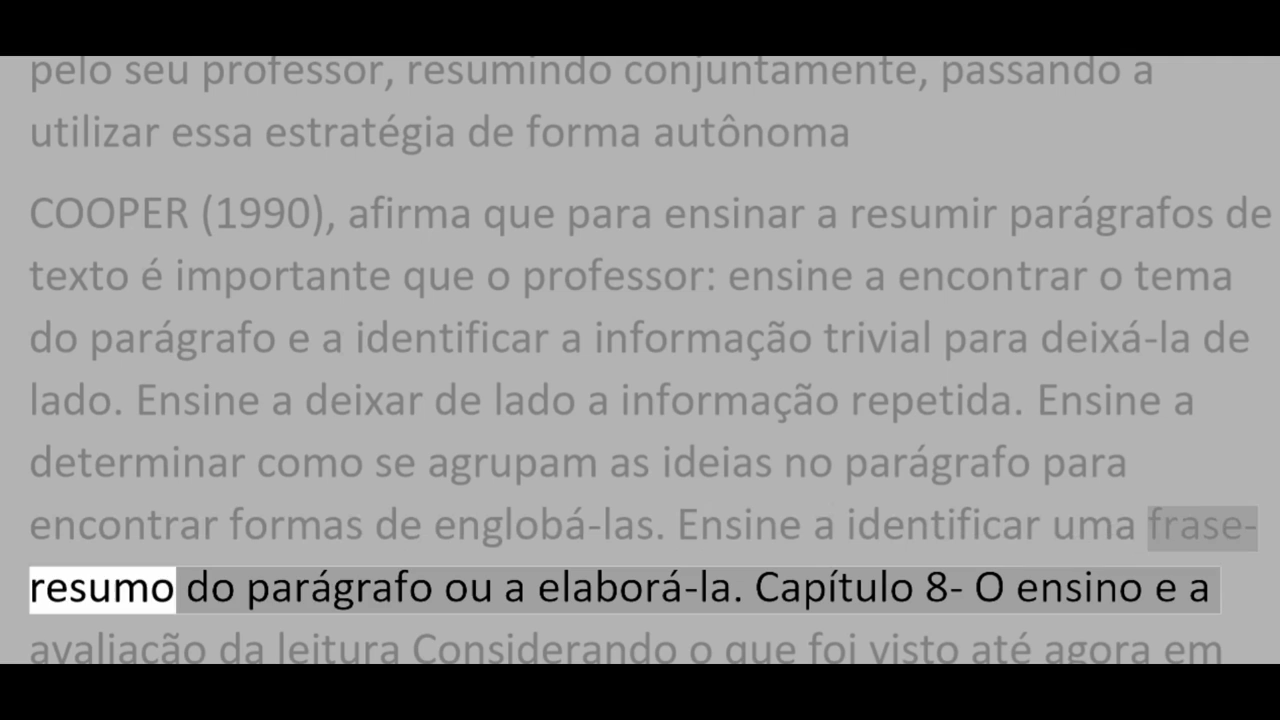 pelo seu professor, resumindo conjuntamente, passando a
utilizar essa estratégia de forma autônoma
COOPER (1990), afirma que para ensinar a resumir parágrafos de
texto é importante que o professor: ensine a encontrar o tema
do parágrafo e a identificar a informação trivial para deixá-la de
lado. Ensine a deixar de lado a informação repetida. Ensine a
determinar como se agrupam as ideias no parágrafo para
encontrar formas de englobá-las. Ensine a identificar uma frase-
resumo do parágrafo ou a elaborá-la. Capítulo 8- O ensino e a
avaliação da leitura Considerando o que foi visto até agora em